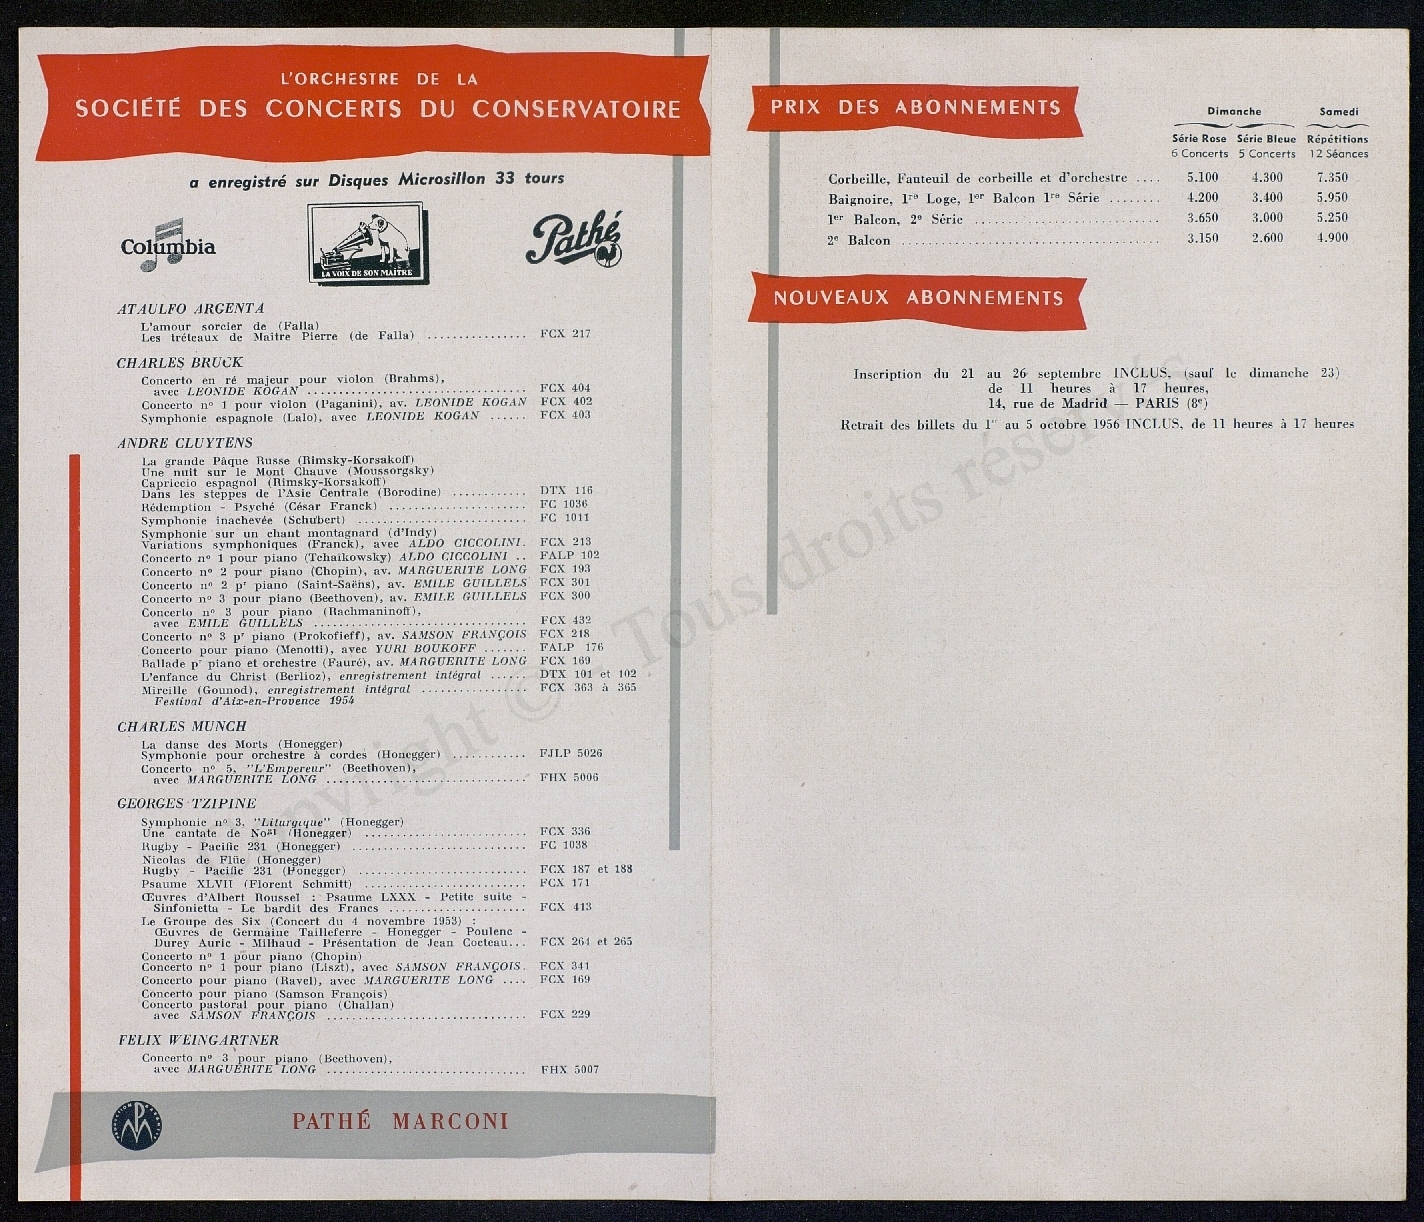 L'ORCHESTRE DE LA
SOCIÉTÉ DES CONCERTS DU CONSERVATOIRE
a enregistré sur Disques Microsillon 33 tours
Columbia
LA VOIX DE SON MAITRE
Pathé
ATAULFO ARGENTA
L'amour sorcier de (Falla)
Les tréteaux de Maître Pierre (de Falla) ................ FCX 217
CHARLES BRUCK
Concerto en ré majeur pour violon (Brahms),
avec LEONIDE KOGAN ................................ FCX 404
Concerto n° 1 pour violon (Paganini), av. LEONIDE KOGAN FCX 402
Symphonie espagnole (Lalo), avec LEONIDE KOGAN ...... FCX 403
ANDRE CLUYTENS
La grande Pâque Russe (Rimsky-Korsakoff)
Une nuit sur le Mont Chauve (Moussorgsky)
Capriccio espagnol (Rimsky-Korsakoff)
Dans les steppes de l'Asie Centrale (Borodine) ............ DTX 116
Rédemption - Psyché (César Franck) ...................... FC 1036
Symphonie inachevée (Schubert) ........................... FC 1011
Symphonie sur un chant montagnard (d'Indy)
Variations symphoniques (Franck), avec ALDO CICCOLINI. FCX 213
Concerto n° 1 pour piano (Tchaïkowsky) ALDO CICCOLINI .. FALP 102
Concerto n° 2 pour piano (Chopin), av. MARGUERITE LONG FCX 193
Concerto n° 2 pr piano (Saint-Saëns), av. EMILE GUILLELS FCX 301
Concerto n° 3 pour piano (Beethoven), av. EMILE GUILLELS FCX 300
Concerto n° 3 pour piano (Rachmaninoff),
avec EMILE GUILLELS ................................ FCX 432
Concerto n° 3 pr piano (Prokofieff), av. SAMSON FRANÇOIS FCX 218
Concerto pour piano (Menotti), avec YURI BOUKOFF ....... FALP 176
Ballade pr piano et orchestre (Fauré), av. MARGUERITE LONG FCX 169
L'enfance du Christ (Berlioz), enregistrement intégral ...... DTX 101 et 102
Mireille (Gounod), enregistrement intégral ................. FCX 363 à 365
Festival d'Aix-en-Provence 1954
CHARLES MUNCH
La danse des Morts (Honegger)
Symphonie pour orchestre à cordes (Honegger) ............ FJLP 5026
Concerto n° 5, "L'Empereur" (Beethoven),
avec MARGUERITE LONG ............................... FHX 5006
GEORGES TZIPINE
Symphonie n° 3, "Liturgique" (Honegger)
Une cantate de Noël (Honegger) .......................... FCX 336
Rugby - Pacific 231 (Honegger) ............................ FC 1038
Nicolas de Flüe (Honegger)
Rugby - Pacific 231 (Honegger) ........................... FCX 187 et 188
Psaume XLVII (Florent Schmitt) .......................... FCX 171
Œuvres d'Albert Roussel : Psaume LXXX - Petite suite -
Sinfonietta - Le bardit des Francs ...................... FCX 413
Le Groupe des Six (Concert du 4 novembre 1953) :
Œuvres de Germaine Tailleferre - Honegger - Poulenc -
Durey Auric - Milhaud - Présentation de Jean Cocteau... FCX 264 et 265
Concerto n° 1 pour piano (Chopin)
Concerto n° 1 pour piano (Liszt), avec SAMSON FRANÇOIS. FCX 341
Concerto pour piano (Ravel), avec MARGUERITE LONG .... FCX 169
Concerto pour piano (Samson François)
Concerto pastoral pour piano (Challan)
avec SAMSON FRANÇOIS ................................ FCX 229
FELIX WEINGARTNER
Concerto n° 3 pour piano (Beethoven),
avec MARGUERITE LONG ................................ FHX 5007
PATHÉ MARCONI
PRIX DES ABONNEMENTS
Dimanche Samedi
Série Rose Série Bleue Répétitions
6 Concerts 5 Concerts 12 Séances
Corbeille, Fauteuil de corbeille et d'orchestre .... 5.100 4.300 7.350
Baignoire, 1re Loge, 1er Balcon 1re Série ........ 4.200 3.400 5.950
1er Balcon, 2e Série ............................ 3.650 3.000 5.250
2e Balcon ....................................... 3.150 2.600 4.900
NOUVEAUX ABONNEMENTS
Inscription du 21 au 26 septembre INCLUS, (sauf le dimanche 23)
de 11 heures à 17 heures,
14, rue de Madrid — PARIS (8e)
Retrait des billets du 1er au 5 octobre 1956 INCLUS, de 11 heures à 17 heures
Copyright © - Tous droits réservés